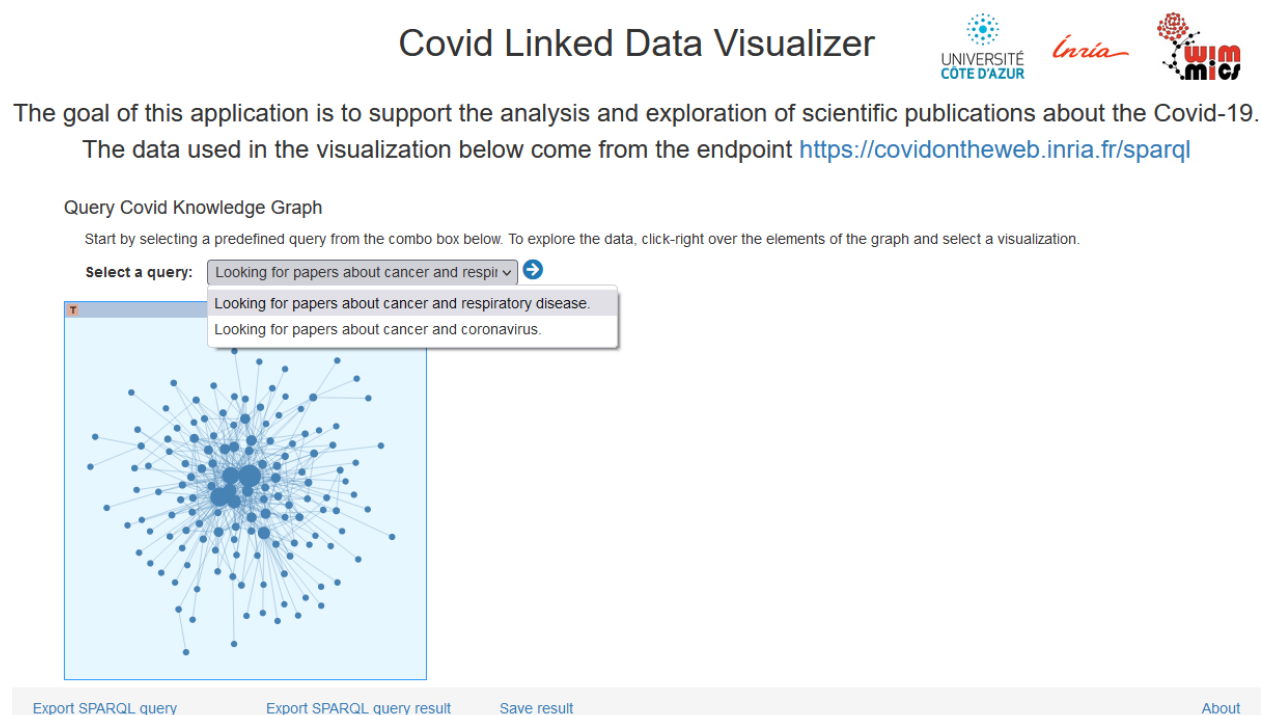 Covid Linked Data Visualizer
UNIVERSITÉ
CÔTE D'AZUR
Inria
wim
mics
The goal of this application is to support the analysis and exploration of scientific publications about the Covid-19.
The data used in the visualization below come from the endpoint https://covidontheweb.inria.fr/sparql
Query Covid Knowledge Graph
Start by selecting a predefined query from the combo box below. To explore the data, click-right over the elements of the graph and select a visualization.
Select a query: Looking for papers about cancer and respir
Looking for papers about cancer and respiratory disease.
Looking for papers about cancer and coronavirus.
T
Export SPARQL query Export SPARQL query result Save result About